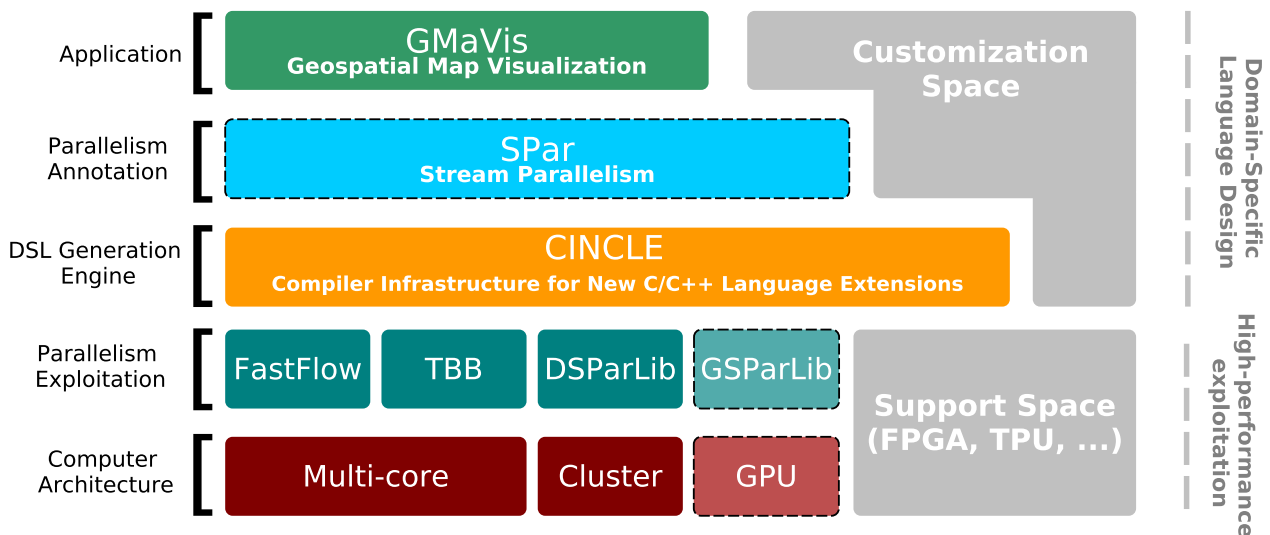 Application
GMaVis
Geospatial Map Visualization
Customization
Space
Parallelism
Annotation
SPar
Stream Parallelism
DSL Generation
Engine
CINCLE
Compiler Infrastructure for New C/C++ Language Extensions
Domain-Specific
Language Design
Parallelism
Exploitation
FastFlow
TBB
DSParLib
GSParLib
Support Space
(FPGA, TPU, ...)
Computer
Architecture
Multi-core
Cluster
GPU
High-performance
exploitation